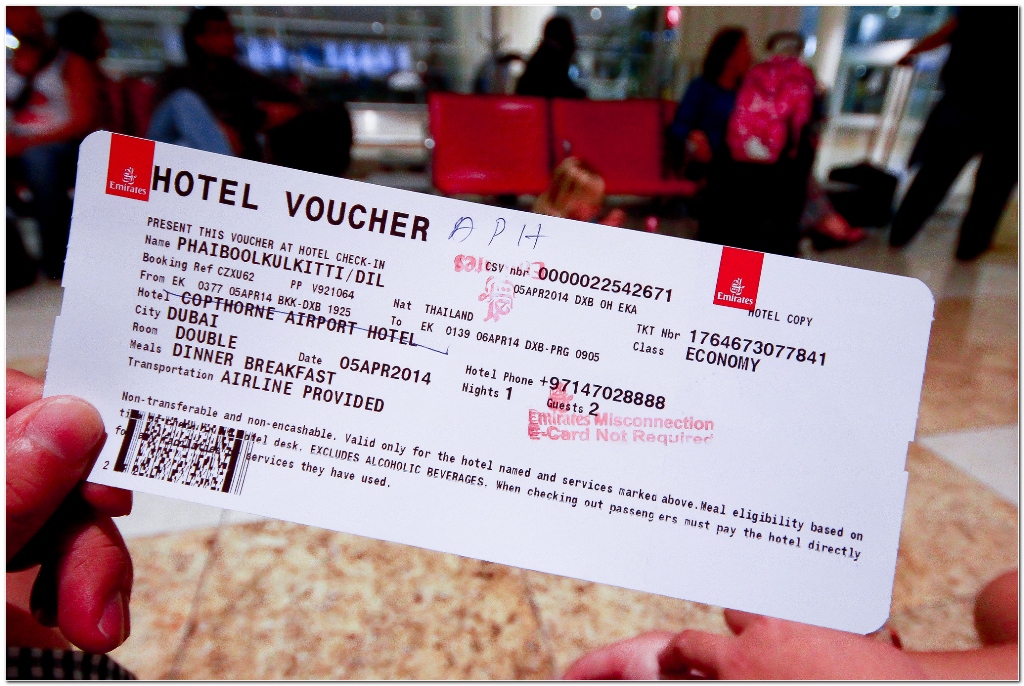 Emirates
HOTEL VOUCHER APH
PRESENT THIS VOUCHER AT HOTEL CHECK-IN
Name PHAIBOOLKULKITTI/DIL
Booking Ref CZXU62 PP V921064 Nat THAILAND
From EK 0377 05APR14 BKK-DXB 1925 To EK 0139 06APR14 DXB-PRG 0905
Hotel COPTHORNE AIRPORT HOTEL
City DUBAI
Room DOUBLE Date 05APR2014 Nights 1 Guests 2
Meals DINNER BREAKFAST
Transportation AIRLINE PROVIDED
Hotel Phone +97147028888
Emirates
CSV nbr 0000022542671
05APR2014 DXB OH EKA
Emirates
HOTEL COPY
TKT Nbr 1764673077841
Class ECONOMY
Emirates Misconnection
E-Card Not Required
Non-transferable and non-encashable. Valid only for the hotel named and services marked above.Meal eligibility based on
desk. EXCLUDES ALCOHOLIC BEVERAGES. When checking out passengers must pay the hotel directly
services they have used.